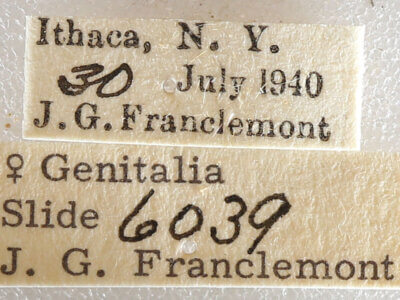 Ithaca, N. Y.
30 July 1940
J. G. Franclemont
♀ Genitalia
Slide 6039
J. G. Franclemont